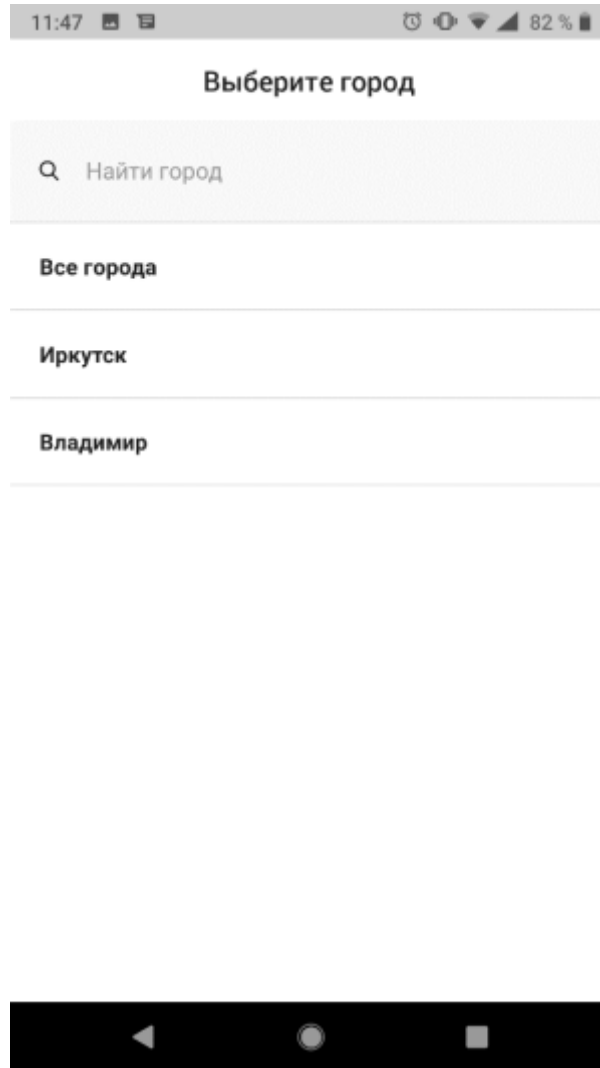 11:47 82 %
Выберите город
Найти город
Все города
Иркутск
Владимир